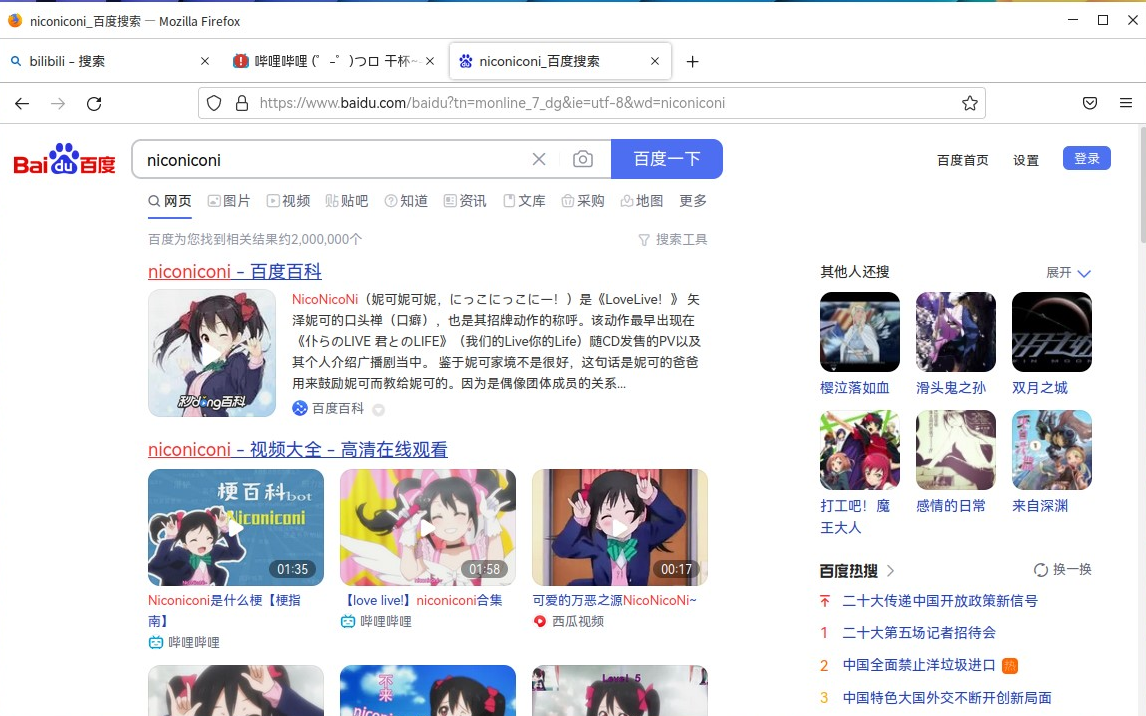 niconiconi_百度搜索 — Mozilla Firefox
bilibili - 搜索
哔哩哔哩 (゜-゜)つロ 干杯~
niconiconi_百度搜索
https://www.baidu.com/baidu?tn=monline_7_dg&ie=utf-8&wd=niconiconi
Bai du 百度
niconiconi
百度一下
百度首页 设置 登录
网页 图片 视频 贴吧 知道 资讯 文库 采购 地图 更多
百度为您找到相关结果约2,000,000个
搜索工具
niconiconi - 百度百科
NicoNicoNi（妮可妮可妮，にっこにっこにー！）是《LoveLive！》 矢
泽妮可的口头禅（口癖），也是其招牌动作的称呼。该动作最早出现在
《仆らのLIVE 君とのLIFE》（我们的Live你的Life）随CD发售的PV以及
其个人介绍广播剧当中。 鉴于妮可家境不是很好，这句话是妮可的爸爸
用来鼓励妮可而教给妮可的。因为是偶像团体成员的关系...
秒dong百科
百度百科
niconiconi - 视频大全 - 高清在线观看
梗百科bot
Niconiconi
01:35
01:58
00:17
Niconiconi是什么梗【梗指
南】
哔哩哔哩
【love live!】niconiconi合集
哔哩哔哩
可爱的万恶之源NicoNicoNi~
西瓜视频
不来
niconi
Love! 5
其他人还搜
展开
樱泣落如血
滑头鬼之孙
双月之城
打工吧！魔
王大人
感情的日常
来自深渊
百度热搜
换一换
二十大传递中国开放政策新信号
1 二十大第五场记者招待会
2 中国全面禁止洋垃圾进口 热
3 中国特色大国外交不断开创新局面